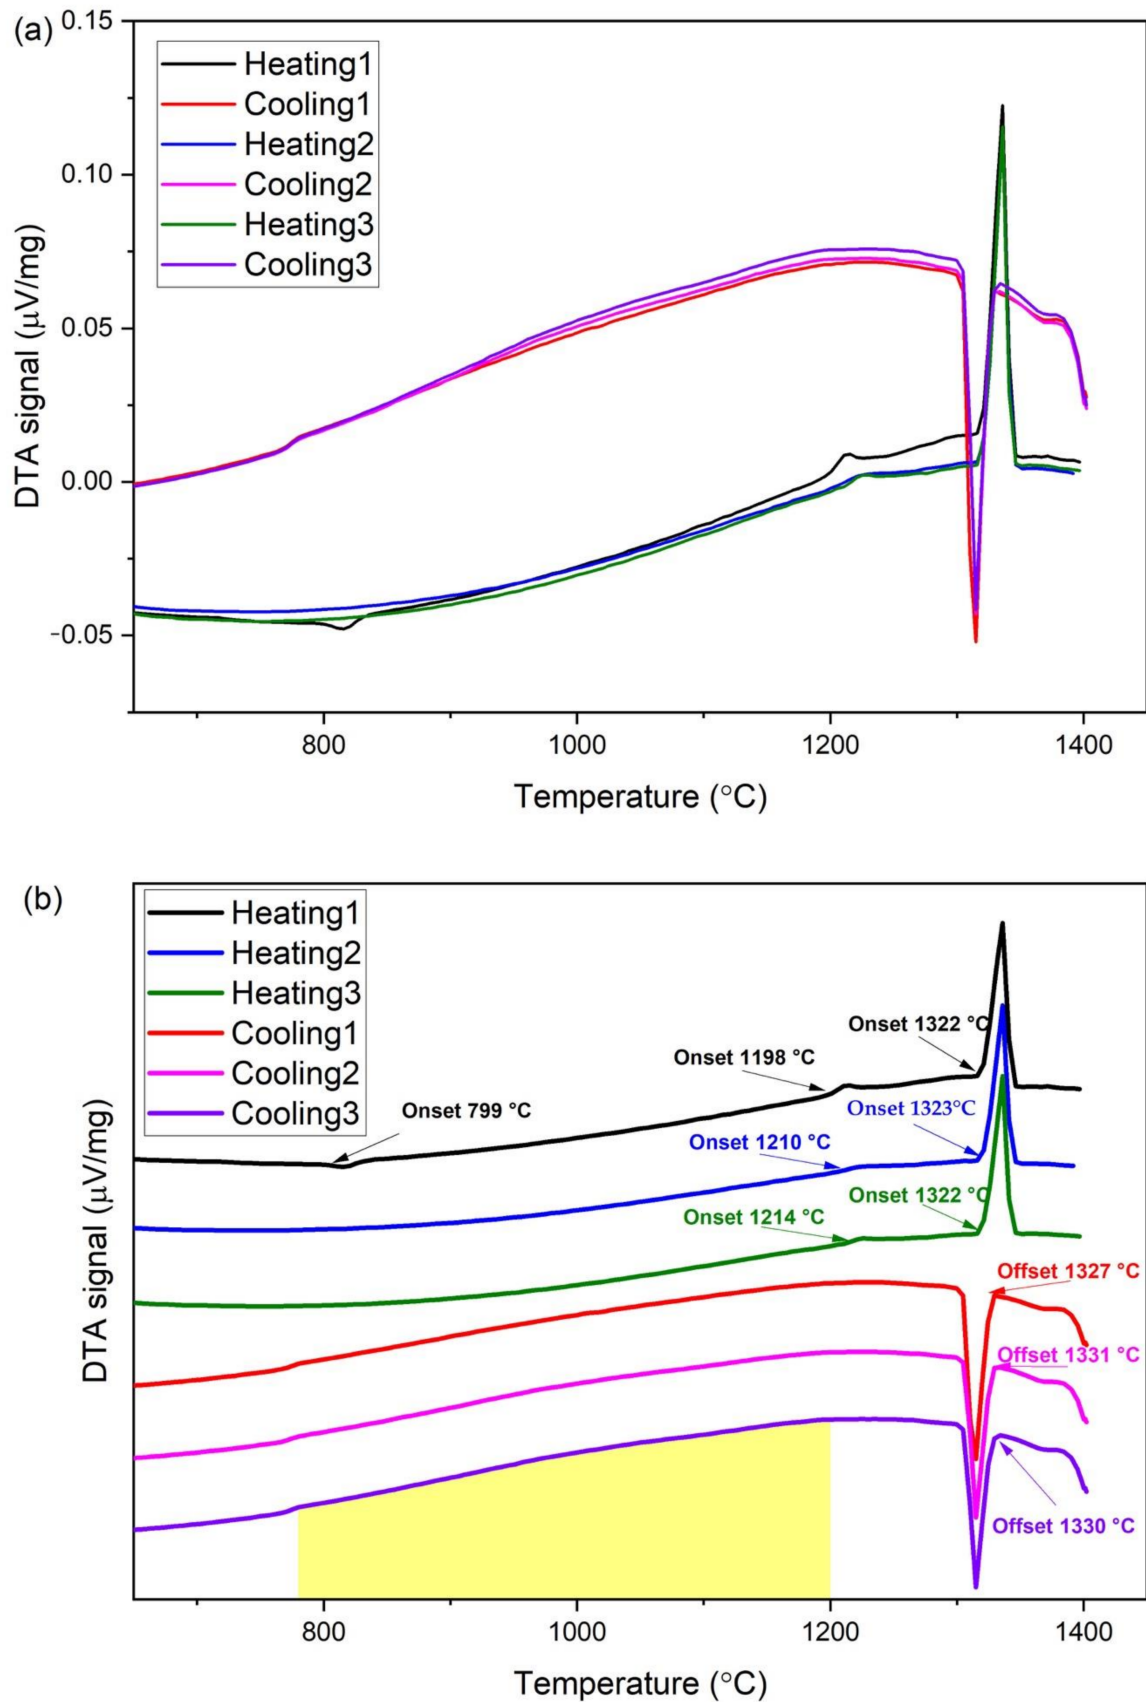 (a)
0.15
0.10
0.05
0.00
−0.05
DTA signal (μV/mg)
Heating1
Cooling1
Heating2
Cooling2
Heating3
Cooling3
800
1000
1200
1400
Temperature (°C)
(b)
DTA signal (μV/mg)
Heating1
Heating2
Heating3
Cooling1
Cooling2
Cooling3
Onset 1322 °C
Onset 1198 °C
Onset 799 °C
Onset 1323°C
Onset 1210 °C
Onset 1322 °C
Onset 1214 °C
Offset 1327 °C
Offset 1331 °C
Offset 1330 °C
800
1000
1200
1400
Temperature (°C)